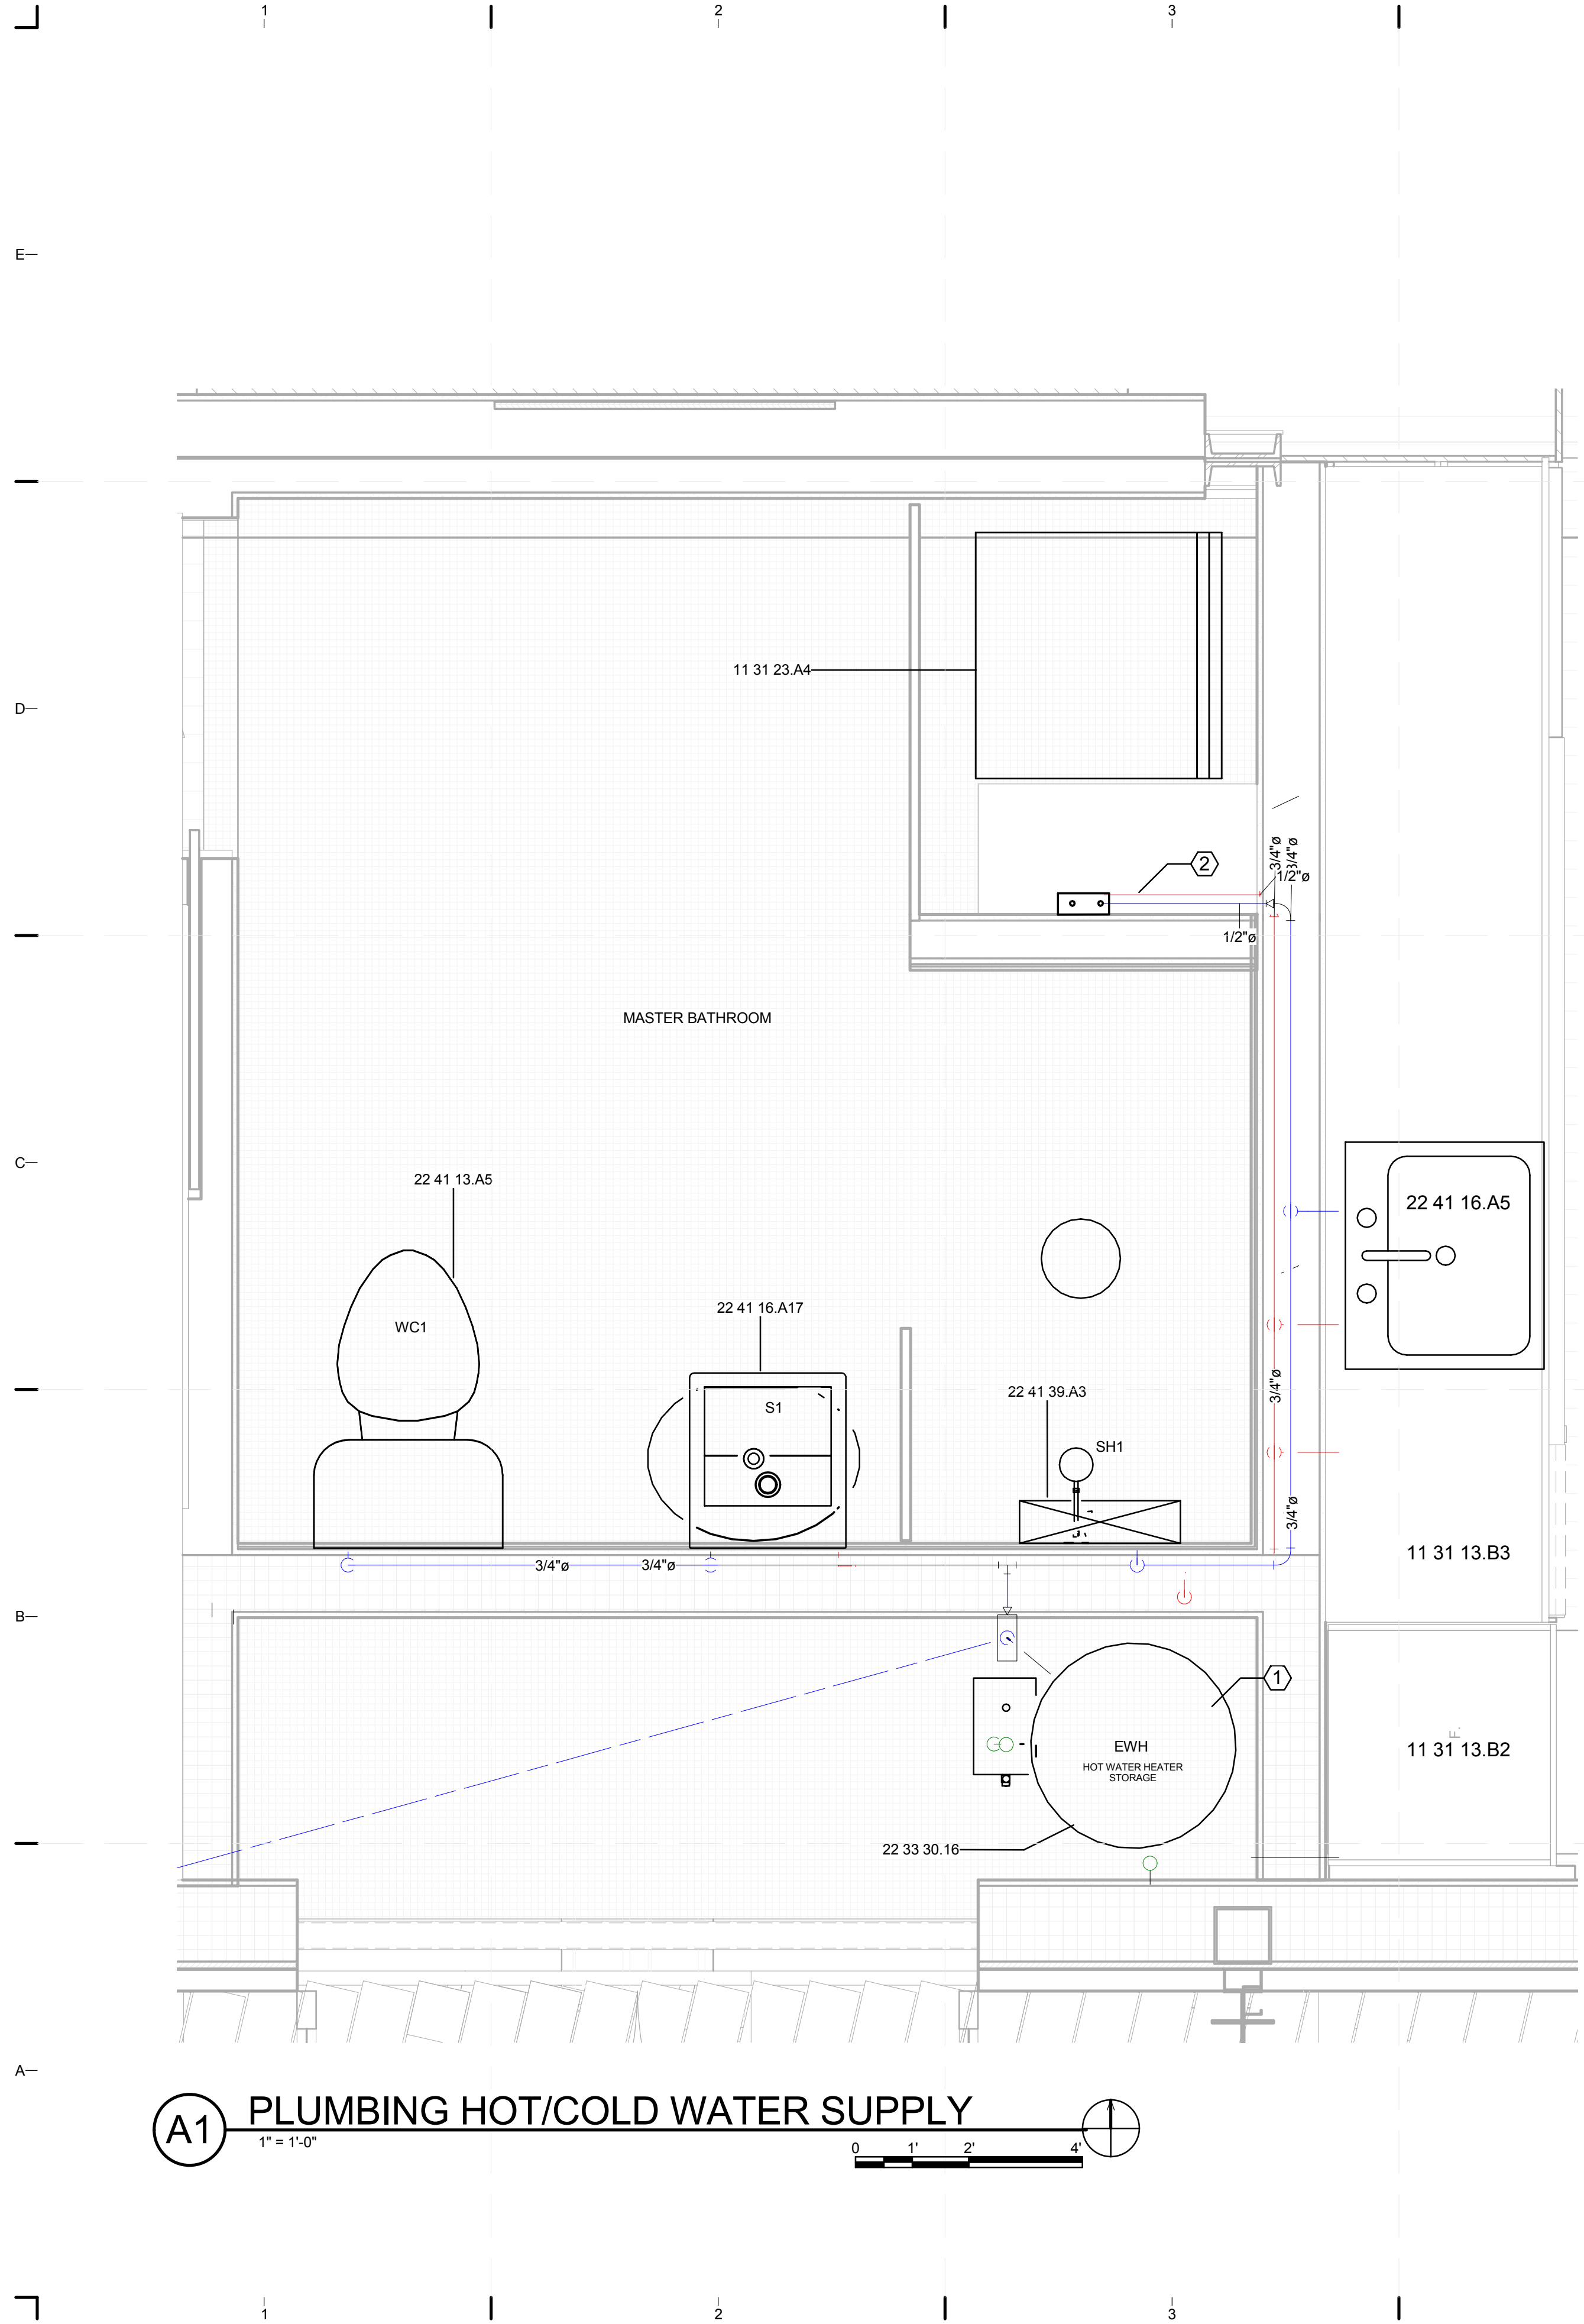 1
2
3
E
D
C
B
A
11 31 23.A4
2
3/4"ø
3/4"ø
1/2"ø
1/2"ø
MASTER BATHROOM
22 41 13.A5
22 41 16.A5
WC1
22 41 16.A17
S1
22 41 39.A3
3/4"ø
SH1
3/4"ø
11 31 13.B3
3/4"ø
3/4"ø
1
EWH
HOT WATER HEATER
STORAGE
11 31 13.B2
22 33 30.16
A1
PLUMBING HOT/COLD WATER SUPPLY
1" = 1'-0"
0
1'
2'
4'
1
2
3